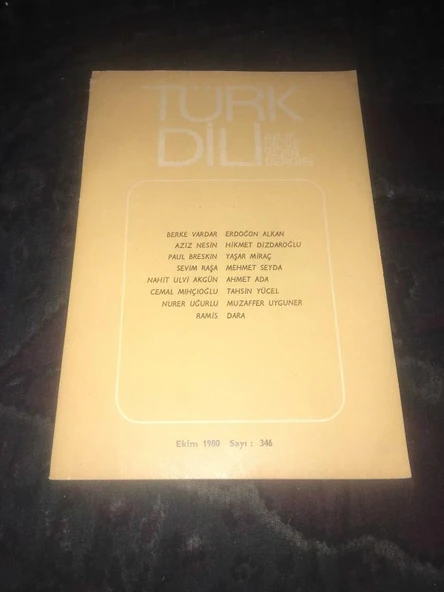 TÜRK
DİLİ
BERKE VARDAR ERDOĞON ALKAN
AZİZ NESİN HİKMET DİZDAROĞLU
PAUL BRESKIN YAŞAR MİRAÇ
SEVİM RAŞA MEHMET SEYDA
NAHİT ULVİ AKGÜN AHMET ADA
CEMAL MIHÇIOĞLU TAHSİN YÜCEL
NURER UĞURLU MUZAFFER UYGUNER
RAMİS DARA
Ekim 1980 Sayı : 346